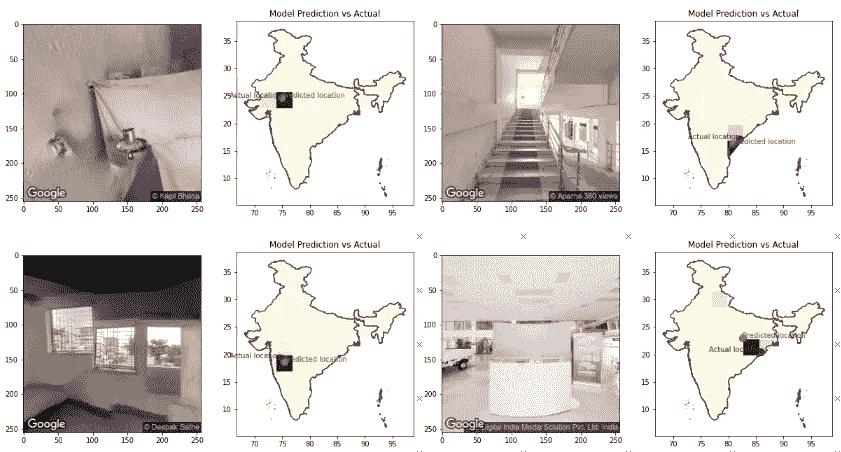 Model Prediction vs Actual
Model Prediction vs Actual
0
50
100
150
200
250
0 50 100 150 200 250
Google
© Kapil Bhuna
35
30
25
20
15
10
70 75 80 85 90 95
Actual location
edicted location
0
50
100
150
200
250
0 50 100 150 200 250
Google
© Aparna 360 views
35
30
25
20
15
10
70 75 80 85 90 95
Actual location
edicted location
Model Prediction vs Actual
Model Prediction vs Actual
0
50
100
150
200
250
0 50 100 150 200 250
Google
© Deepak Sathe
35
30
25
20
15
10
70 75 80 85 90 95
Actual location
edicted location
0
50
100
150
200
250
0 50 100 150 200 250
Google
igital India Media Solution Pvt. Ltd. India
35
30
25
20
15
10
70 75 80 85 90 95
Predicted location
Actual